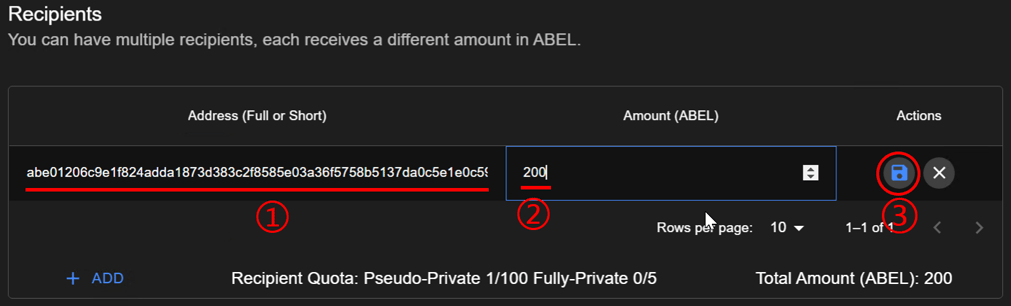 Recipients
You can have multiple recipients, each receives a different amount in ABEL.
Address (Full or Short) Amount (ABEL) Actions
abe01206c9e1f824adda1873d383c2f8585e03a36f5758b5137da0c5e1e0c59 200
① ② ③
Rows per page: 10 1–1 of 1
+ ADD Recipient Quota: Pseudo-Private 1/100 Fully-Private 0/5 Total Amount (ABEL): 200